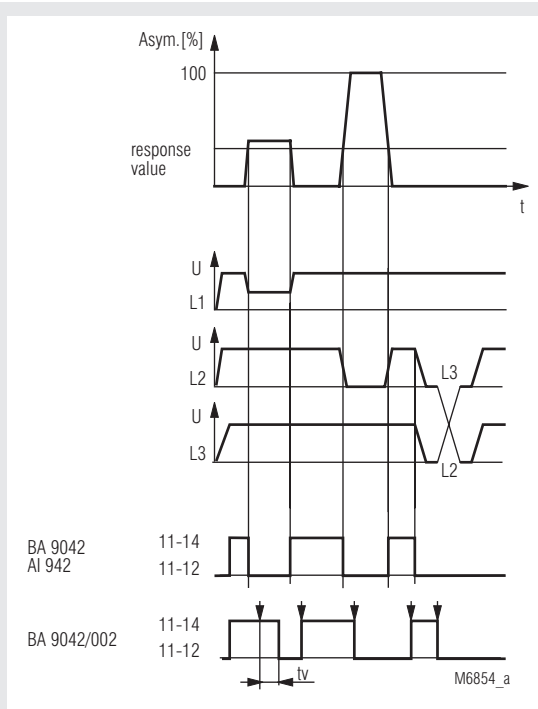 Asym.[%]
100
response
value
t
U
L1
U
L2
L3
U
L3
L2
BA 9042
AI 942
11-14
11-12
BA 9042/002
11-14
11-12
tv
M6854_a